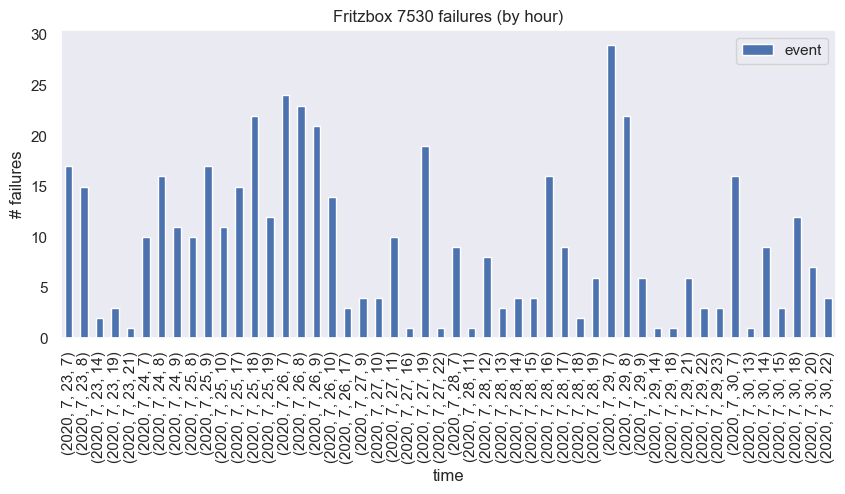 Fritzbox 7530 failures (by hour)
event
# failures
30
25
20
15
10
5
0
(2020, 7, 23, 7)
(2020, 7, 23, 8)
(2020, 7, 23, 14)
(2020, 7, 23, 19)
(2020, 7, 23, 21)
(2020, 7, 24, 7)
(2020, 7, 24, 8)
(2020, 7, 24, 9)
(2020, 7, 25, 8)
(2020, 7, 25, 9)
(2020, 7, 25, 10)
(2020, 7, 25, 17)
(2020, 7, 25, 18)
(2020, 7, 25, 19)
(2020, 7, 26, 7)
(2020, 7, 26, 8)
(2020, 7, 26, 9)
(2020, 7, 26, 10)
(2020, 7, 26, 17)
(2020, 7, 27, 9)
(2020, 7, 27, 10)
(2020, 7, 27, 11)
(2020, 7, 27, 16)
(2020, 7, 27, 19)
(2020, 7, 27, 22)
(2020, 7, 28, 7)
(2020, 7, 28, 11)
(2020, 7, 28, 12)
(2020, 7, 28, 13)
(2020, 7, 28, 14)
(2020, 7, 28, 15)
(2020, 7, 28, 16)
(2020, 7, 28, 17)
(2020, 7, 28, 18)
(2020, 7, 28, 19)
(2020, 7, 29, 7)
(2020, 7, 29, 8)
(2020, 7, 29, 9)
(2020, 7, 29, 14)
(2020, 7, 29, 18)
(2020, 7, 29, 21)
(2020, 7, 29, 22)
(2020, 7, 29, 23)
(2020, 7, 30, 7)
(2020, 7, 30, 13)
(2020, 7, 30, 14)
(2020, 7, 30, 15)
(2020, 7, 30, 18)
(2020, 7, 30, 20)
(2020, 7, 30, 22)
time